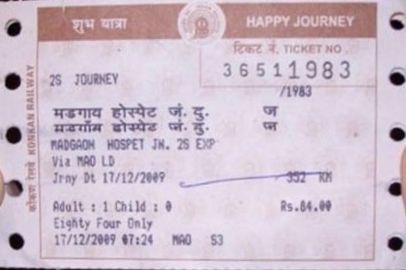 शुभ यात्रा HAPPY JOURNEY
टिकट नं. TICKET NO.
36511983
/1983
2S JOURNEY
मडगाय होस्पेट जं. दु. ज
मडगाँम होस्पेट जं. दु. ज
MADGAON HOSPET JN. 2S EXP
Via MAO LD
Jrny Dt 17/12/2009 352 KM
Adult : 1 Child : 0 Rs.84.00
Eighty Four Only
17/12/2009 07:24 MAO S3
कोंकण रेलवे KONKAN RAILWAY